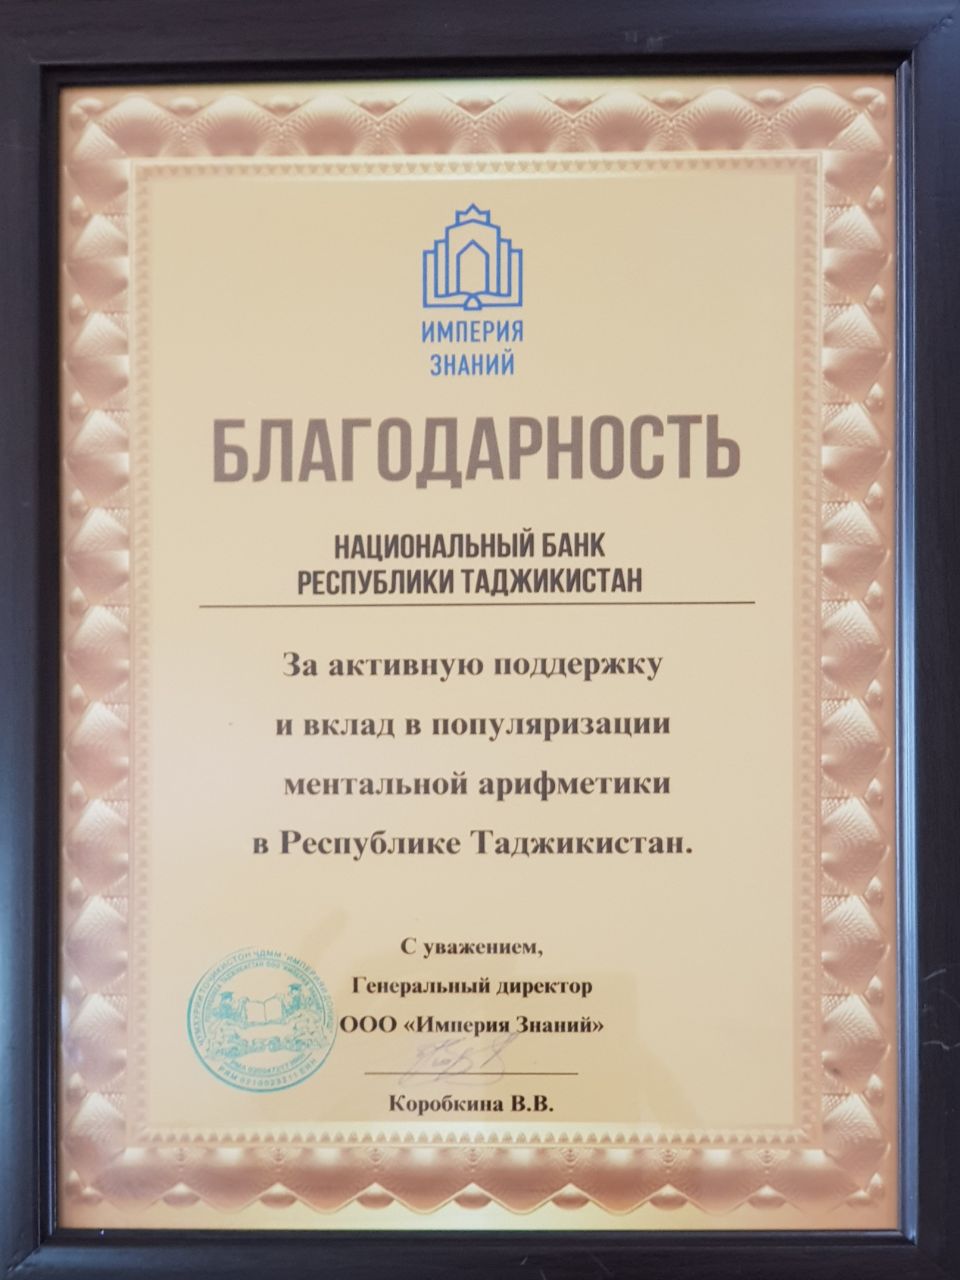 ИМПЕРИЯ
ЗНАНИЙ
БЛАГОДАРНОСТЬ
НАЦИОНАЛЬНЫЙ БАНК
РЕСПУБЛИКИ ТАДЖИКИСТАН
За активную поддержку
и вклад в популяризации
ментальной арифметики
в Республике Таджикистан.
С уважением,
Генеральный директор
ООО «Империя Знаний»
Коробкина В.В.